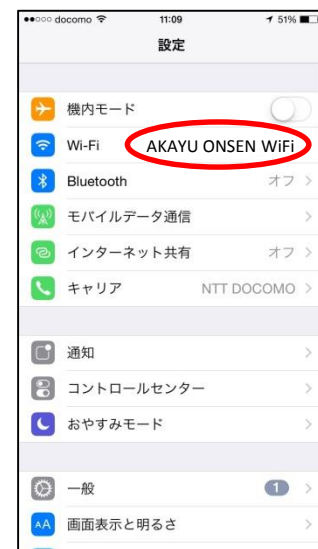 docomo 11:09 51%
設定
機内モード
Wi-Fi AKAYU ONSEN WiFi
Bluetooth オフ
モバイルデータ通信
インターネット共有 オフ
キャリア NTT DOCOMO
通知
コントロールセンター
おやすみモード
一般 1
AA 画面表示と明るさ